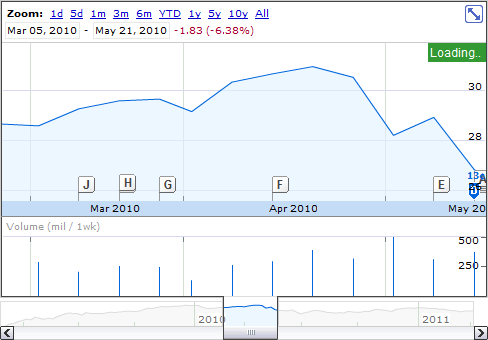 Zoom: 1d 5d 1m 3m 6m YTD 1y 5y 10y All
Mar 05, 2010 - May 21, 2010 -1.83 (-6.38%)
Loading..
30
28
J H G F E
Mar 2010 Apr 2010 May 20
Volume (mil / 1wk)
500
250
2010 2011